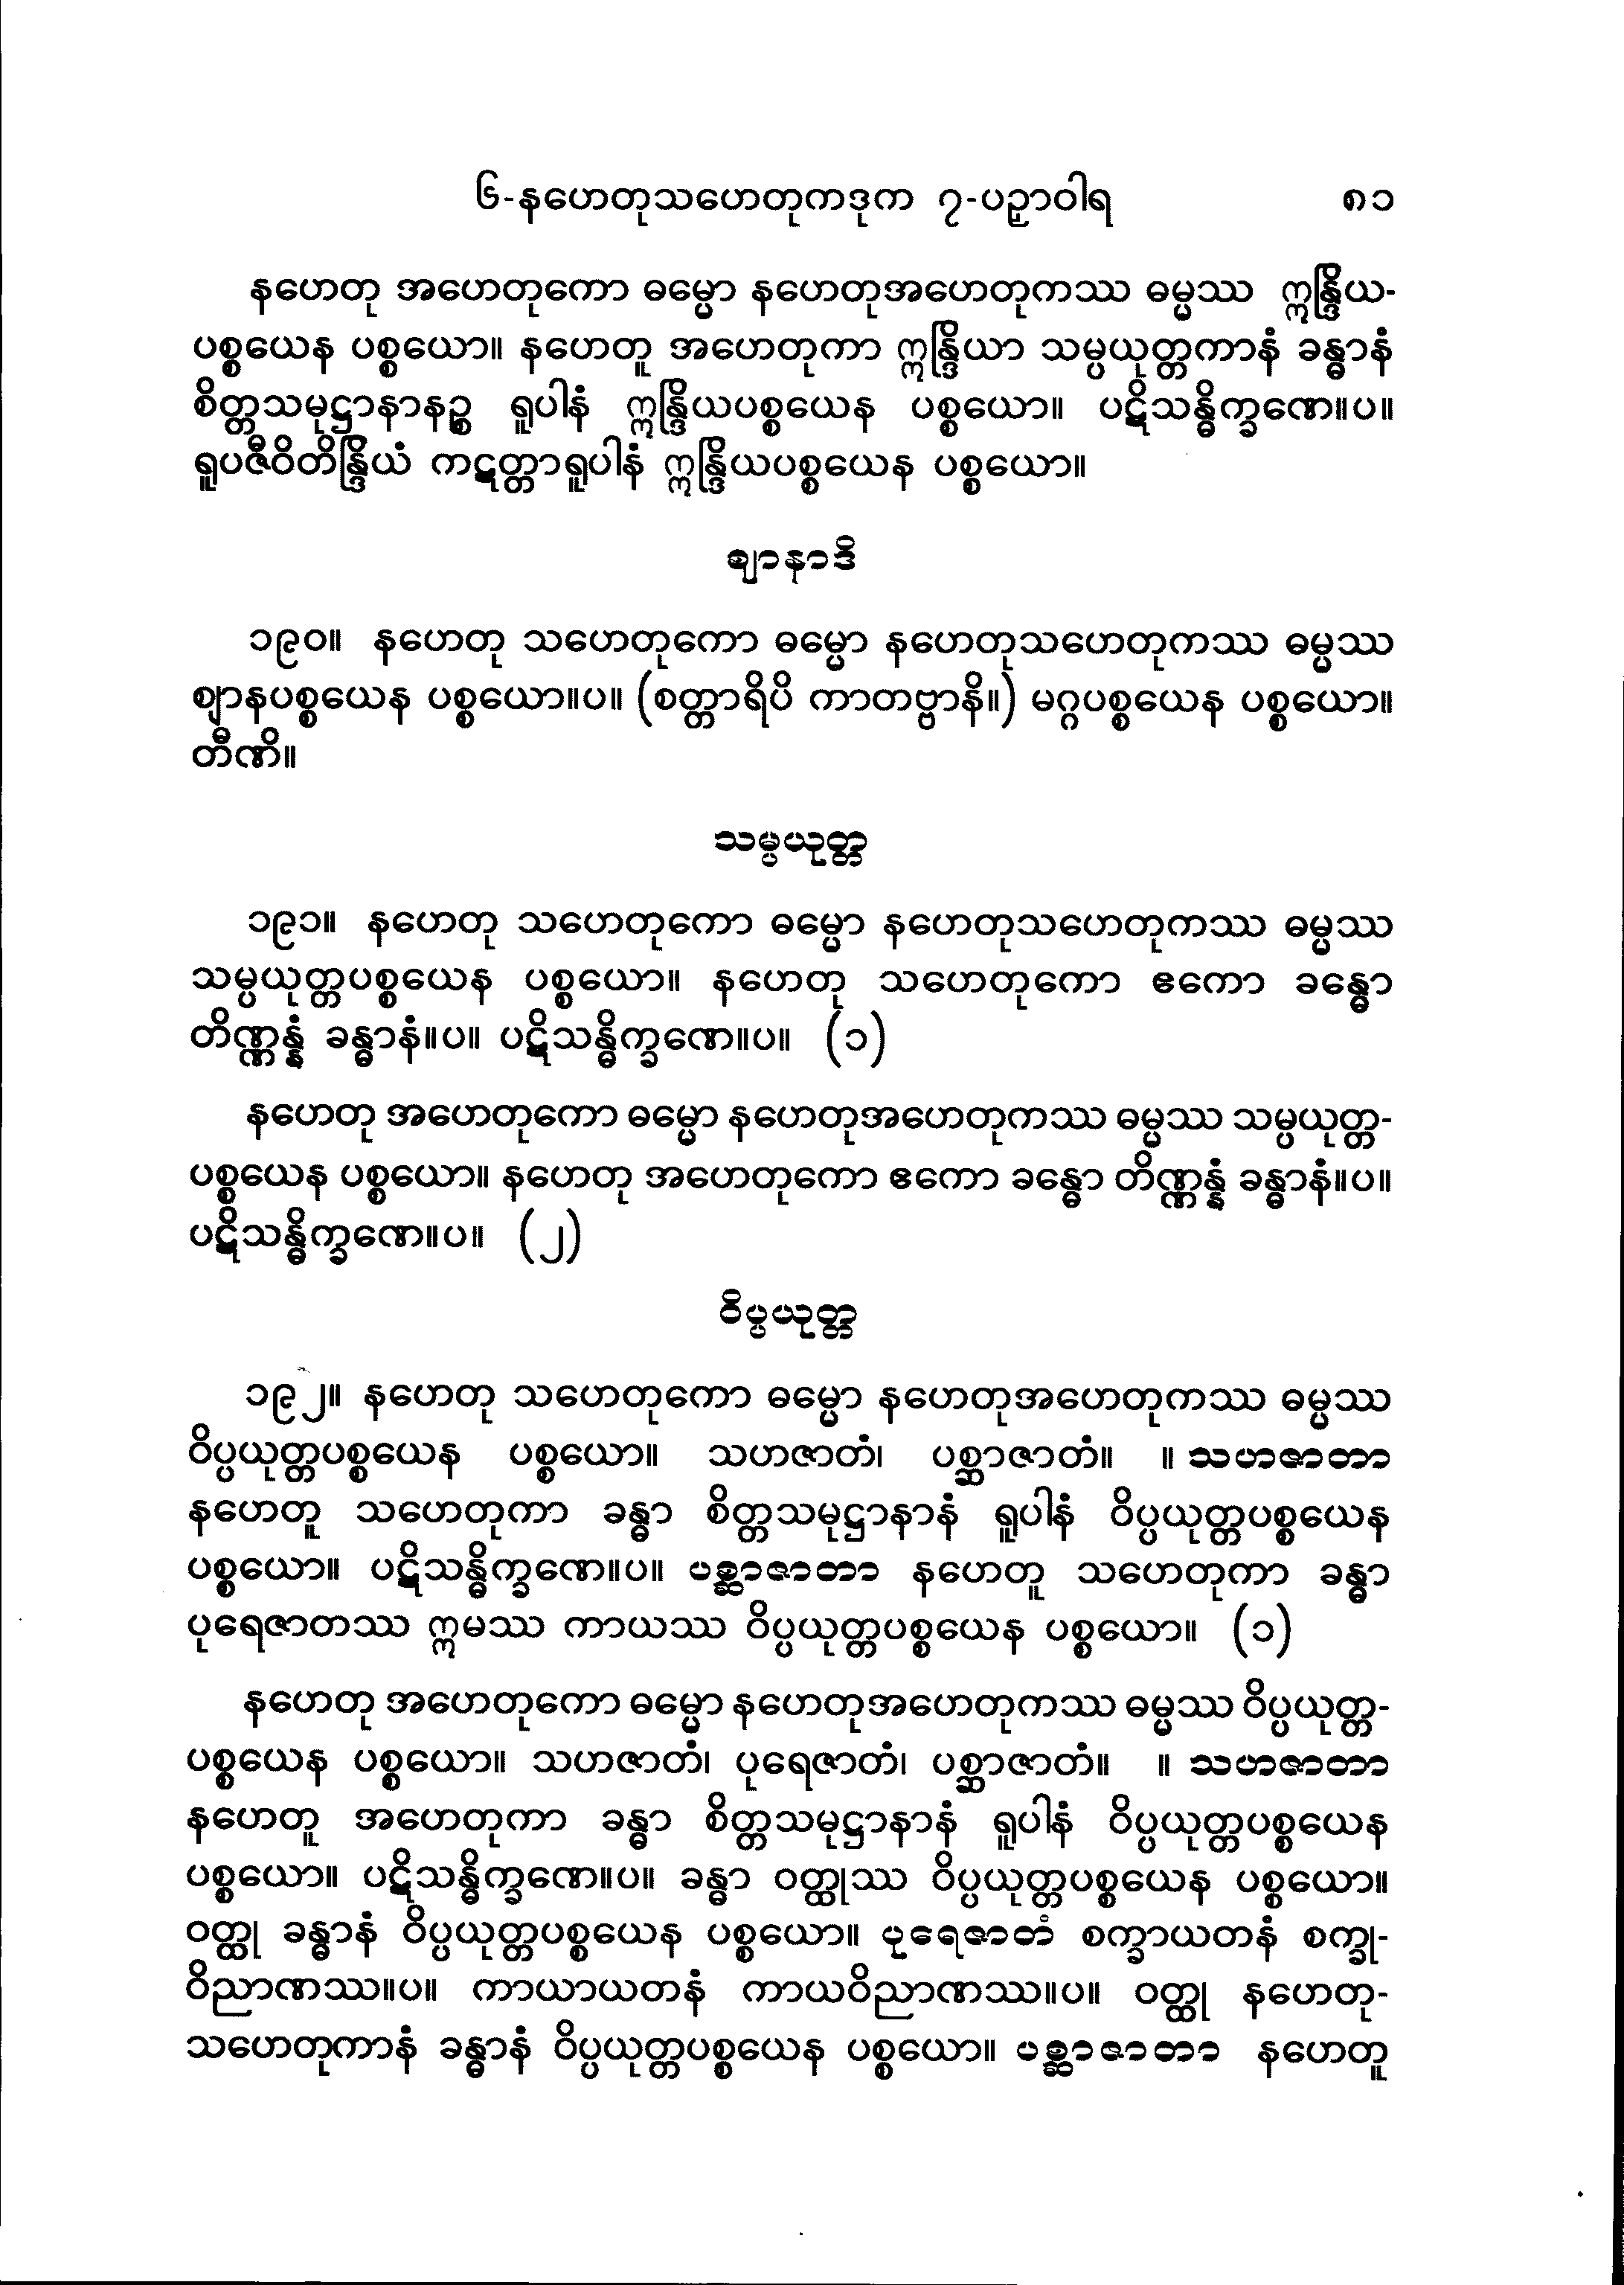 ၆-နဟေတုသဟေတုကဒုက ၇-ပဉှာဝါရ ၈၁
နဟေတု အဟေတုကော ဓမ္မော နဟေတုအဟေတုကဿ ဓမ္မဿ ဣန္ဒြိယ-
ပစ္စယေန ပစ္စယော။ နဟေတူ အဟေတုကာ ဣန္ဒြိယာ သမ္ပယုတ္တကာနံ ခန္ဓာနံ
စိတ္တသမုဋ္ဌာနာနဉ္စ ရူပါနံ ဣန္ဒြိယပစ္စယေန ပစ္စယော။ ပဋိသန္ဓိက္ခဏေ။ပ။
ရူပဇီဝိတိန္ဒြိယံ ကဋတ္တာရူပါနံ ဣန္ဒြိယပစ္စယေန ပစ္စယော။
ဈာနာဒိ
၁၉၀။ နဟေတု သဟေတုကော ဓမ္မော နဟေတုသဟေတုကဿ ဓမ္မဿ
ဈာနပစ္စယေန ပစ္စယော။ပ။ (စတ္တာရိပိ ကာတဗ္ဗာနိ။) မဂ္ဂပစ္စယေန ပစ္စယော။
တီဏိ။
သမ္ပယုတ္တ
၁၉၁။ နဟေတု သဟေတုကော ဓမ္မော နဟေတုသဟေတုကဿ ဓမ္မဿ
သမ္ပယုတ္တပစ္စယေန ပစ္စယော။ နဟေတု သဟေတုကော ဧကော ခန္ဓော
တိဏ္ဏန္နံ ခန္ဓာနံ။ပ။ ပဋိသန္ဓိက္ခဏေ။ပ။ (၁)
နဟေတု အဟေတုကော ဓမ္မော နဟေတုအဟေတုကဿ ဓမ္မဿ သမ္ပယုတ္တ-
ပစ္စယေန ပစ္စယော။ နဟေတု အဟေတုကော ဧကော ခန္ဓော တိဏ္ဏန္နံ ခန္ဓာနံ။ပ။
ပဋိသန္ဓိက္ခဏေ။ပ။ (၂)
ဝိပ္ပယုတ္တ
၁၉၂။ နဟေတု သဟေတုကော ဓမ္မော နဟေတုအဟေတုကဿ ဓမ္မဿ
ဝိပ္ပယုတ္တပစ္စယေန ပစ္စယော။ သဟဇာတံ၊ ပစ္ဆာဇာတံ။ ။ သဟဇာတာ
နဟေတူ သဟေတုကာ ခန္ဓာ စိတ္တသမုဋ္ဌာနာနံ ရူပါနံ ဝိပ္ပယုတ္တပစ္စယေန
ပစ္စယော။ ပဋိသန္ဓိက္ခဏေ။ပ။ ပစ္ဆာဇာတာ နဟေတူ သဟေတုကာ ခန္ဓာ
ပုရေဇာတဿ ဣမဿ ကာယဿ ဝိပ္ပယုတ္တပစ္စယေန ပစ္စယော။ (၁)
နဟေတု အဟေတုကော ဓမ္မော နဟေတုအဟေတုကဿ ဓမ္မဿ ဝိပ္ပယုတ္တ-
ပစ္စယေန ပစ္စယော။ သဟဇာတံ၊ ပုရေဇာတံ၊ ပစ္ဆာဇာတံ။ ။ သဟဇာတာ
နဟေတူ အဟေတုကာ ခန္ဓာ စိတ္တသမုဋ္ဌာနာနံ ရူပါနံ ဝိပ္ပယုတ္တပစ္စယေန
ပစ္စယော။ ပဋိသန္ဓိက္ခဏေ။ပ။ ခန္ဓာ ဝတ္ထုဿ ဝိပ္ပယုတ္တပစ္စယေန ပစ္စယော။
ဝတ္ထု ခန္ဓာနံ ဝိပ္ပယုတ္တပစ္စယေန ပစ္စယော။ ပုရေဇာတံ စက္ခာယတနံ စက္ခု-
ဝိညာဏဿ။ပ။ ကာယာယတနံ ကာယဝိညာဏဿ။ပ။ ဝတ္ထု နဟေတု-
သဟေတုကာနံ ခန္ဓာနံ ဝိပ္ပယုတ္တပစ္စယေန ပစ္စယော။ ပစ္ဆာဇာတာ နဟေတူ